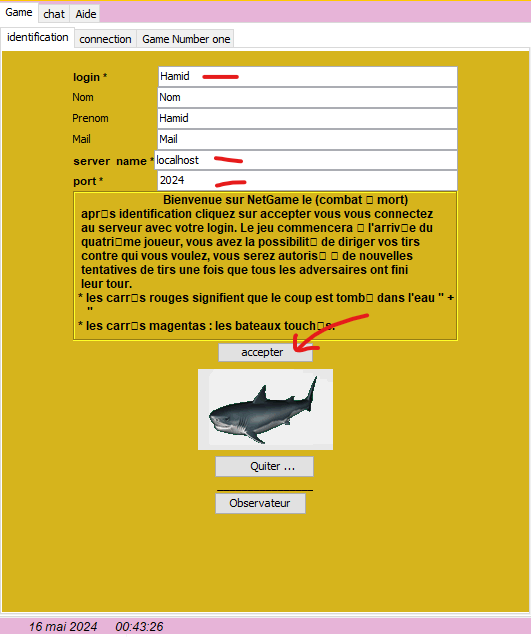 Game chat Aide
identification connection Game Number one
login * Hamid
Nom Nom
Prenom Hamid
Mail Mail
server name * localhost
port * 2024
Bienvenue sur NetGame le (combat □ mort)
apr□s identification cliquez sur accepter vous vous connectez
au serveur avec votre login. Le jeu commencera □ l'arriv□e du
quatri□me joueur, vous avez la possibilit□ de diriger vos tirs
contre qui vous voulez, vous serez autoris□ □ de nouvelles
tentatives de tirs une fois que tous les adversaires ont fini
leur tour.
* les carr□s rouges signifient que le coup est tomb□ dans l'eau " +
"
* les carr□s magentas : les bateaux touch□s.
accepter
Quiter ...
Observateur
16 mai 2024 00:43:26